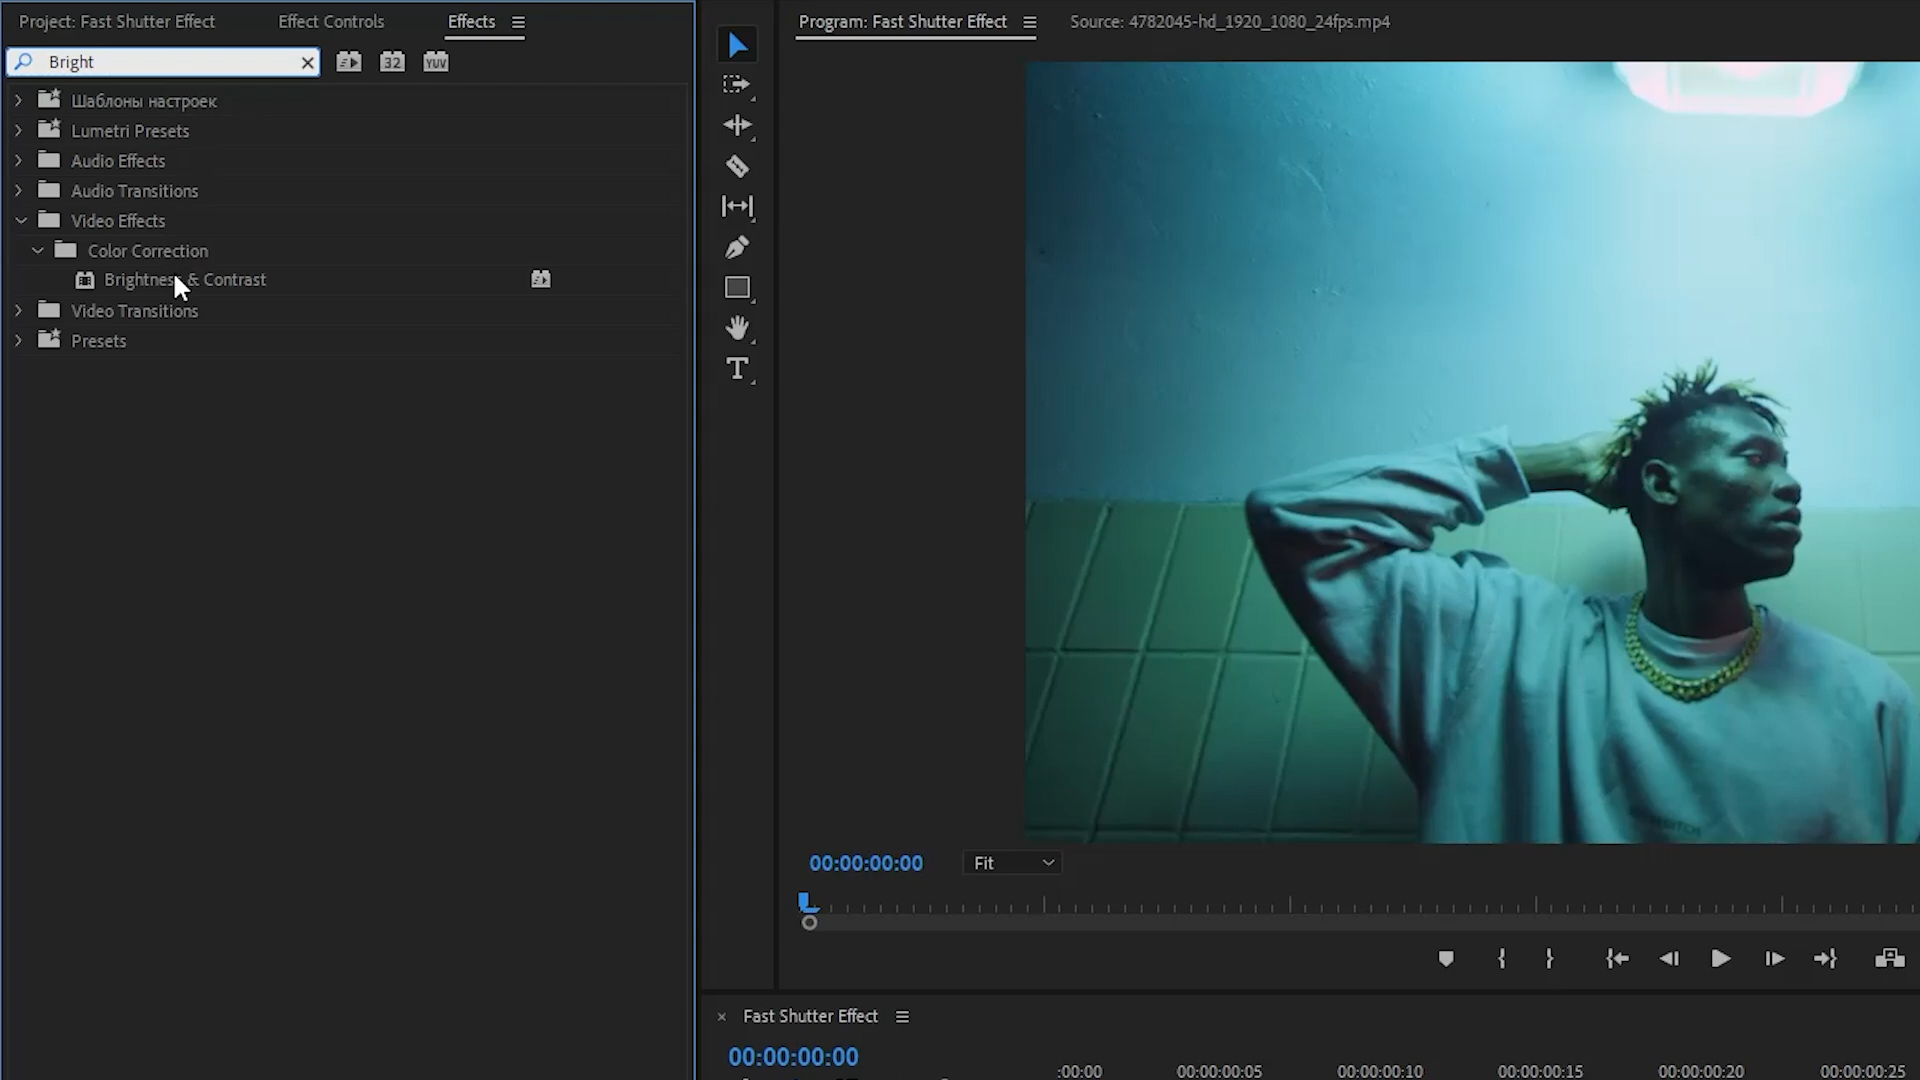 Project: Fast Shutter Effect
Effect Controls
Effects
Program: Fast Shutter Effect
Source: 4782045-hd_1920_1080_24fps.mp4
Bright
32
YUV
Шаблоны настроек
Lumetri Presets
Audio Effects
Audio Transitions
Video Effects
Color Correction
Brightness & Contrast
Video Transitions
Presets
00:00:00:00
Fit
Fast Shutter Effect
00:00:00:00
:00:00
00:00:00:05
00:00:00:10
00:00:00:15
00:00:00:20
00:00:00:25